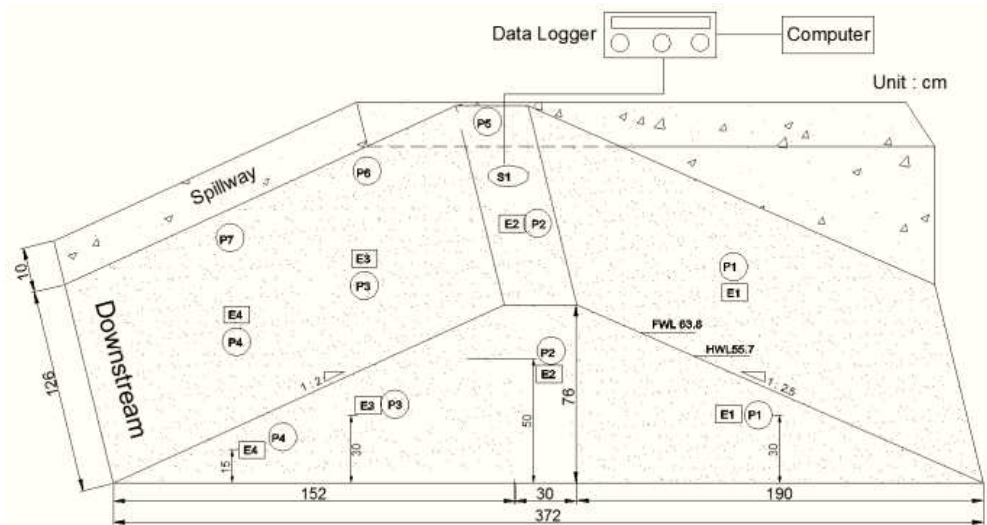 Data Logger
Computer
Unit : cm
P5
P6
S1
Spillway
E2 P2
P7
E3
P1
10
P3
E1
E4
Downstream
FWL 63.8
P4
P2
HWL55.7
126
1 : 2
E2
1 : 2.5
76
E3 P3
E1 P1
50
P4
30
30
E4
15
152
30
190
372